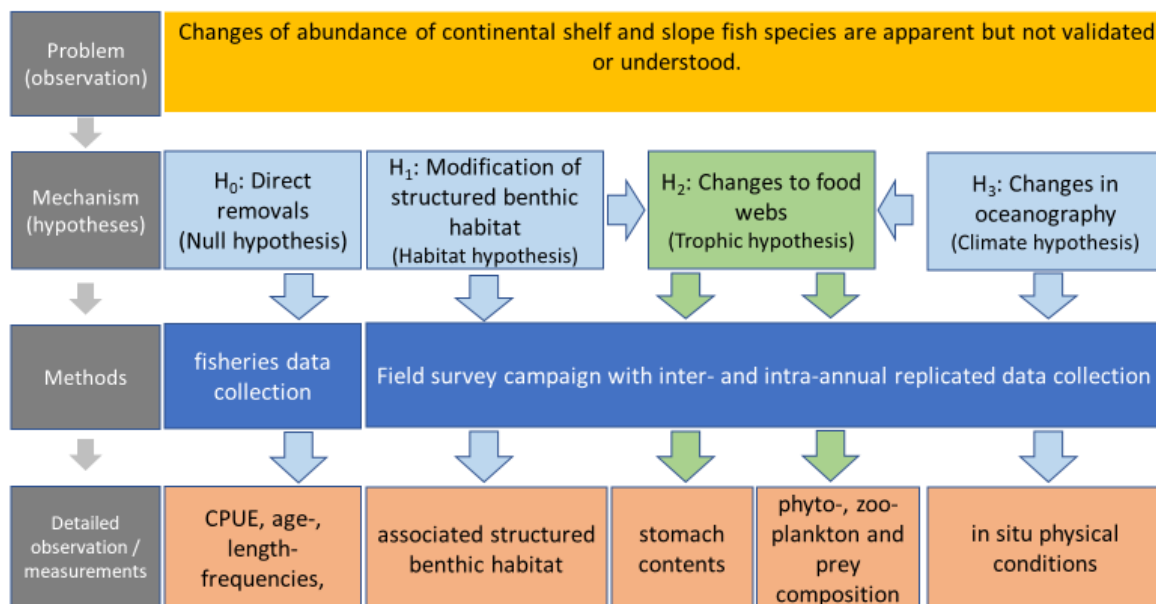 Problem
(observation)
Changes of abundance of continental shelf and slope fish species are apparent but not validated
or understood.
Mechanism
(hypotheses)
H₀: Direct
removals
(Null hypothesis)
H₁: Modification of
structured benthic
habitat
(Habitat hypothesis)
H₂: Changes to food
webs
(Trophic hypothesis)
H₃: Changes in
oceanography
(Climate hypothesis)
Methods
fisheries data
collection
Field survey campaign with inter- and intra-annual replicated data collection
Detailed
observation /
measurements
CPUE, age-,
length-
frequencies,
associated structured
benthic habitat
stomach
contents
phyto-, zoo-
plankton and
prey
composition
in situ physical
conditions